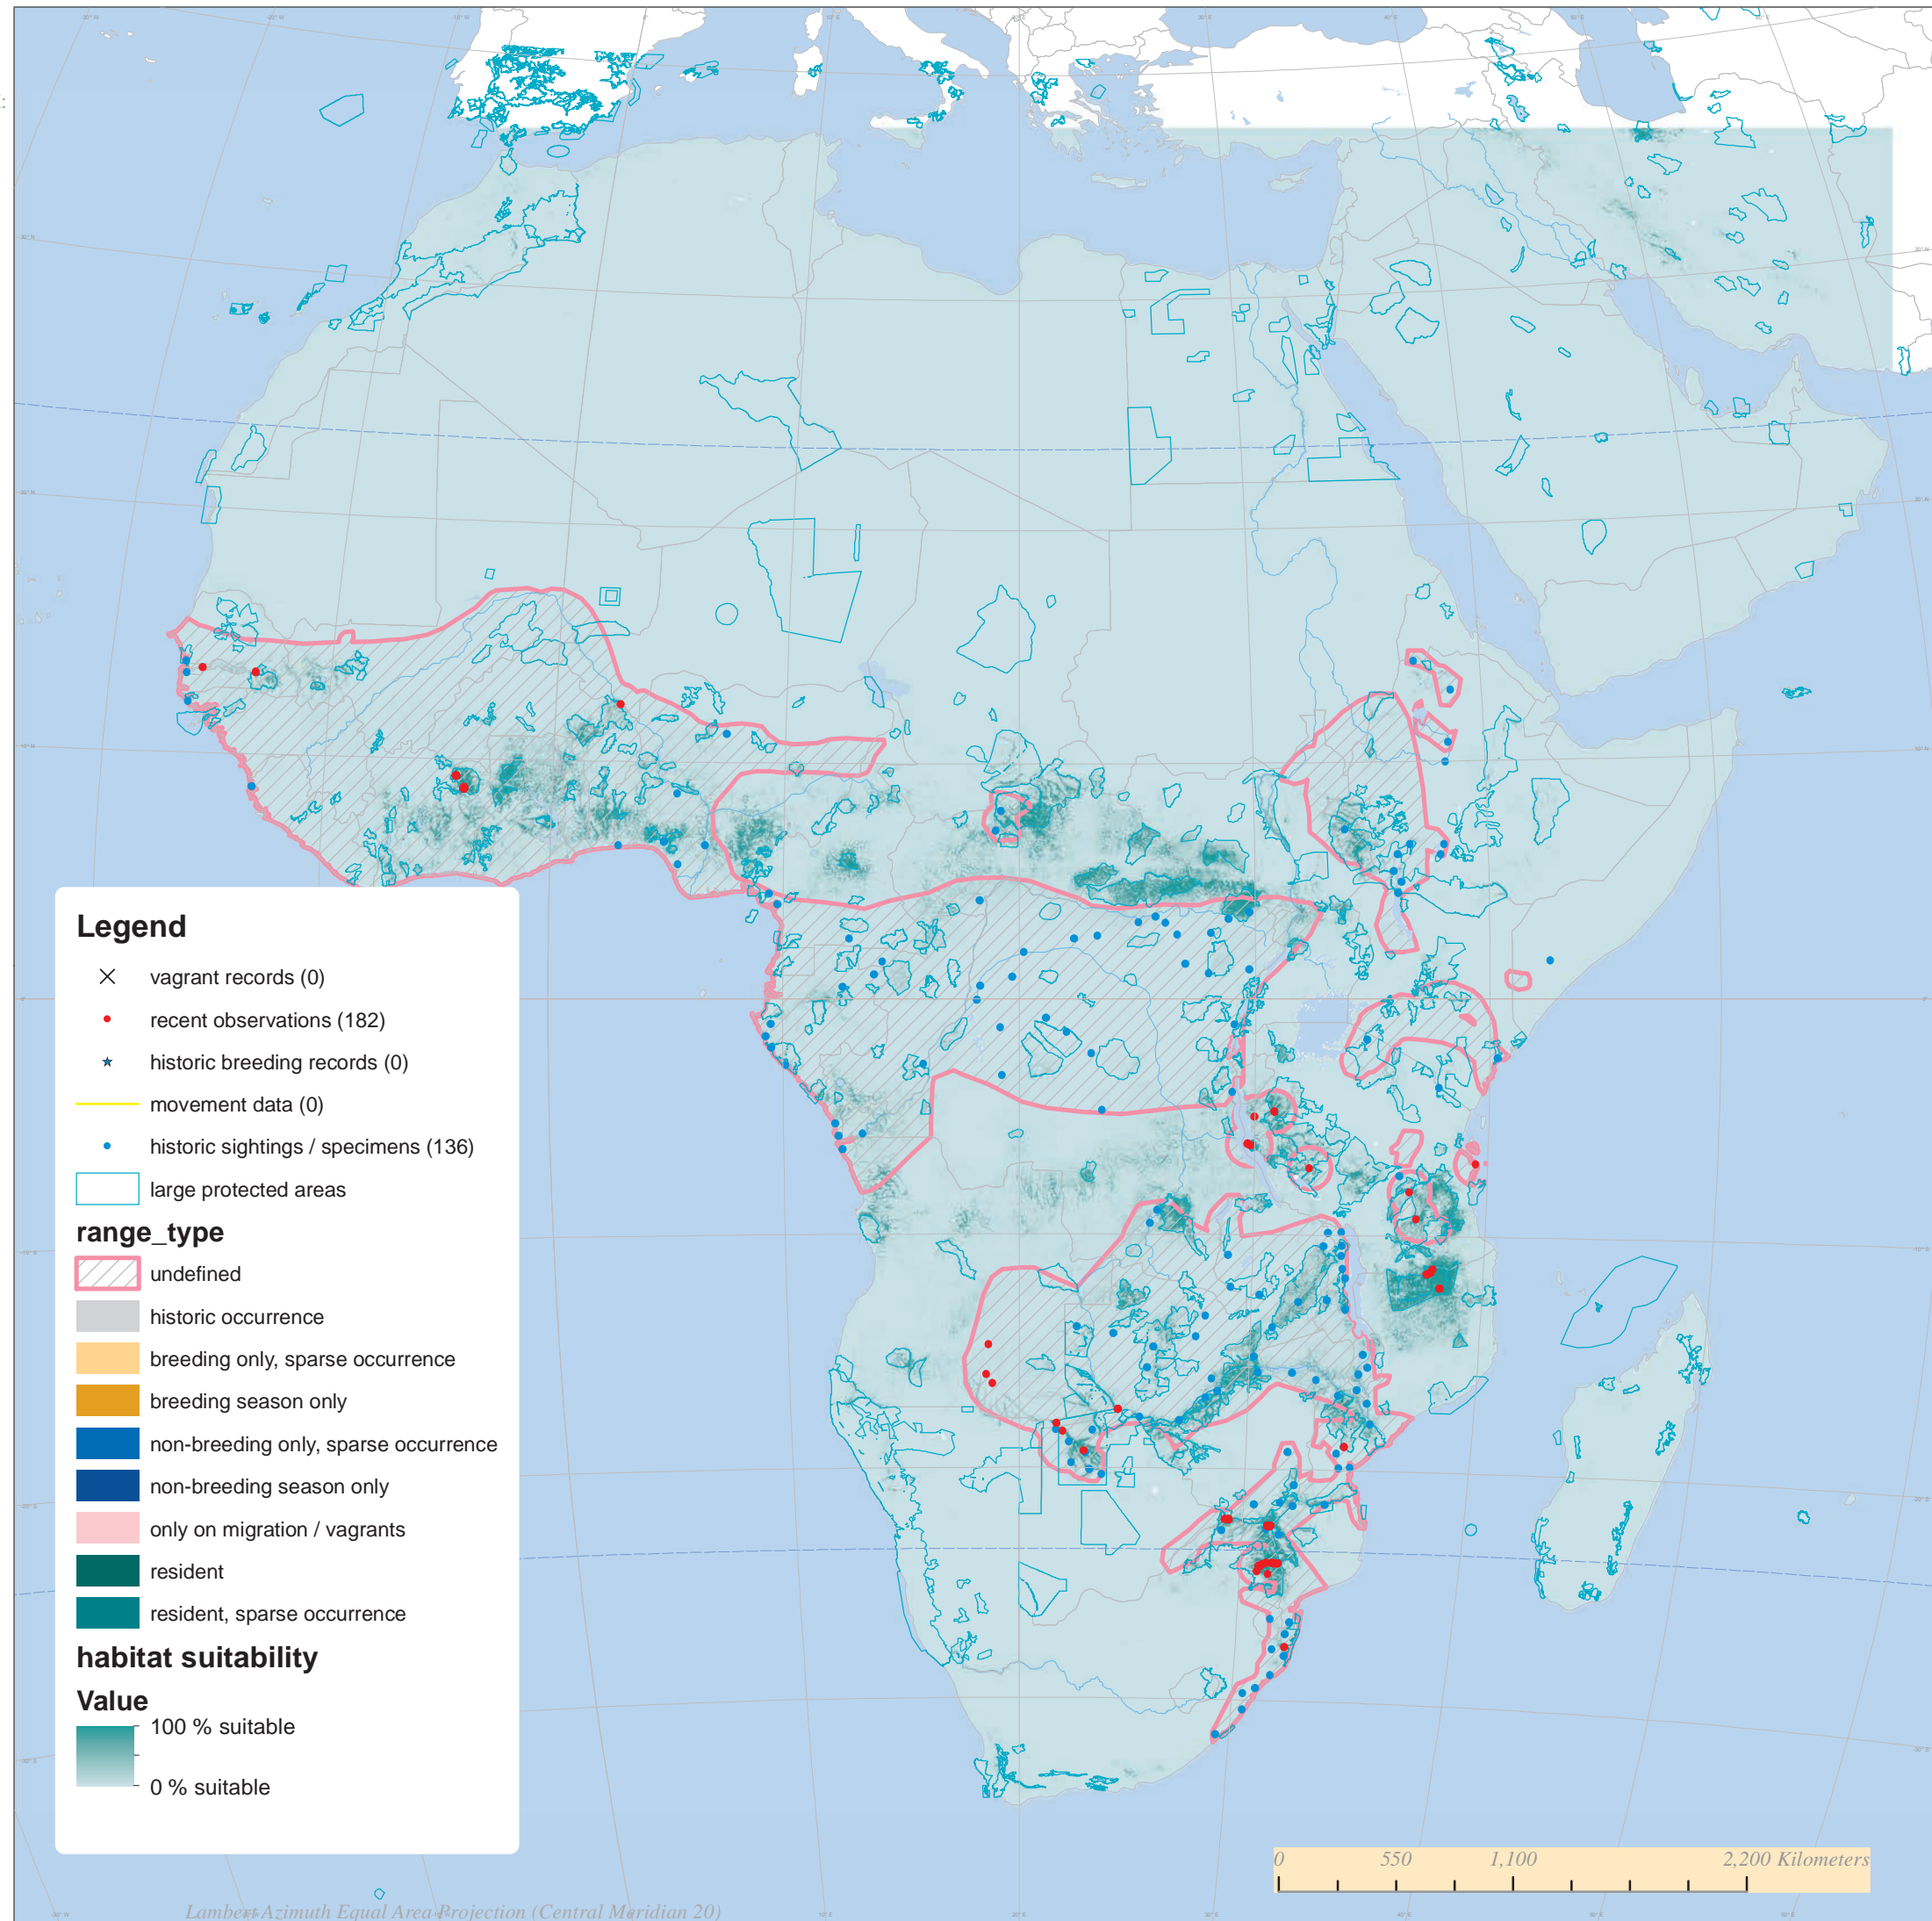 Legend
vagrant records (0)
recent observations (182)
historic breeding records (0)
movement data (0)
historic sightings / specimens (136)
large protected areas
range_type
undefined
historic occurrence
breeding only, sparse occurrence
breeding season only
non-breeding only, sparse occurrence
non-breeding season only
only on migration / vagrants
resident
resident, sparse occurrence
habitat suitability
Value
100 % suitable
0 % suitable
0 550 1,100 2,200 Kilometers
Lambert Azimuth Equal Area Projection (Central Meridian 20)